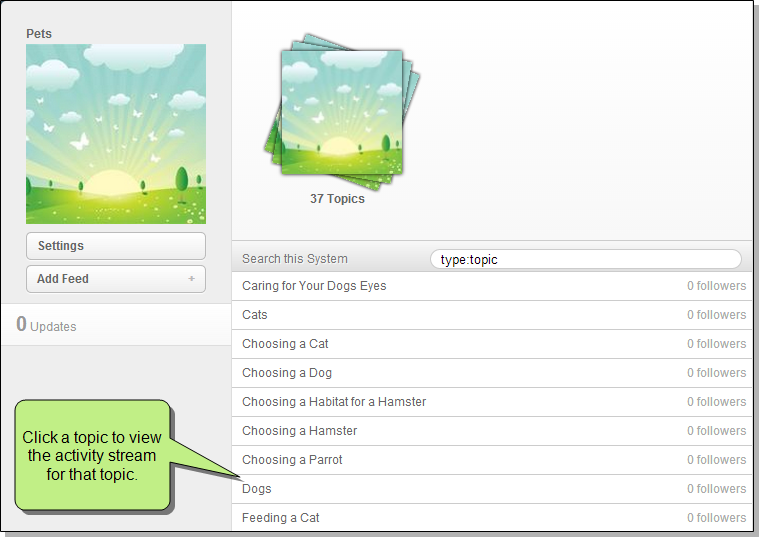 Pets
Settings
Add Feed +
0 Updates
Click a topic to view
the activity stream
for that topic.
37 Topics
Search this System type:topic
Caring for Your Dogs Eyes 0 followers
Cats 0 followers
Choosing a Cat 0 followers
Choosing a Dog 0 followers
Choosing a Habitat for a Hamster 0 followers
Choosing a Hamster 0 followers
Choosing a Parrot 0 followers
Dogs 0 followers
Feeding a Cat 0 followers